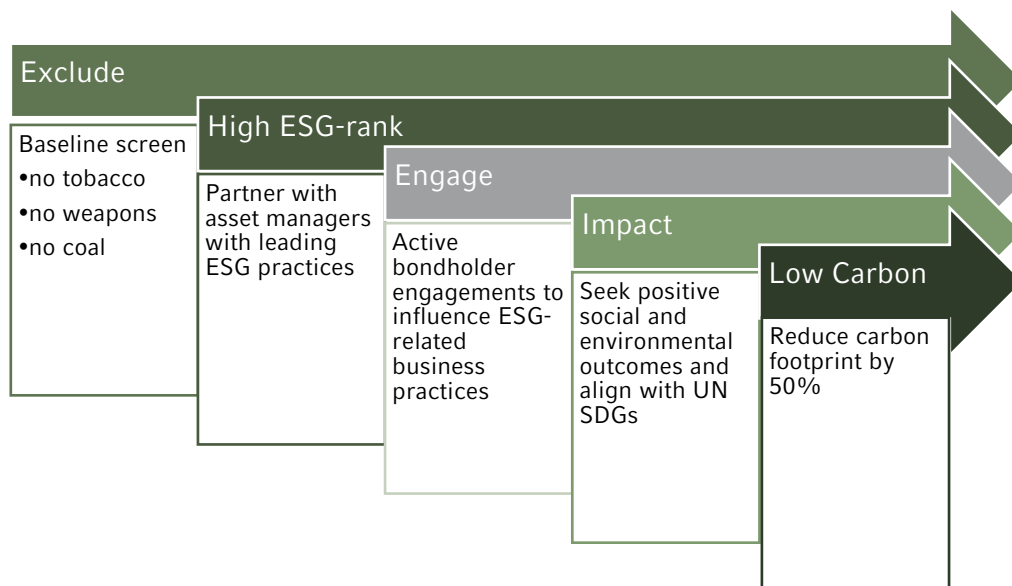 Exclude
Baseline screen
•no tobacco
•no weapons
•no coal
High ESG-rank
Partner with
asset managers
with leading
ESG practices
Engage
Active
bondholder
engagements to
influence ESG-
related
business
practices
Impact
Seek positive
social and
environmental
outcomes and
align with UN
SDGs
Low Carbon
Reduce carbon
footprint by
50%